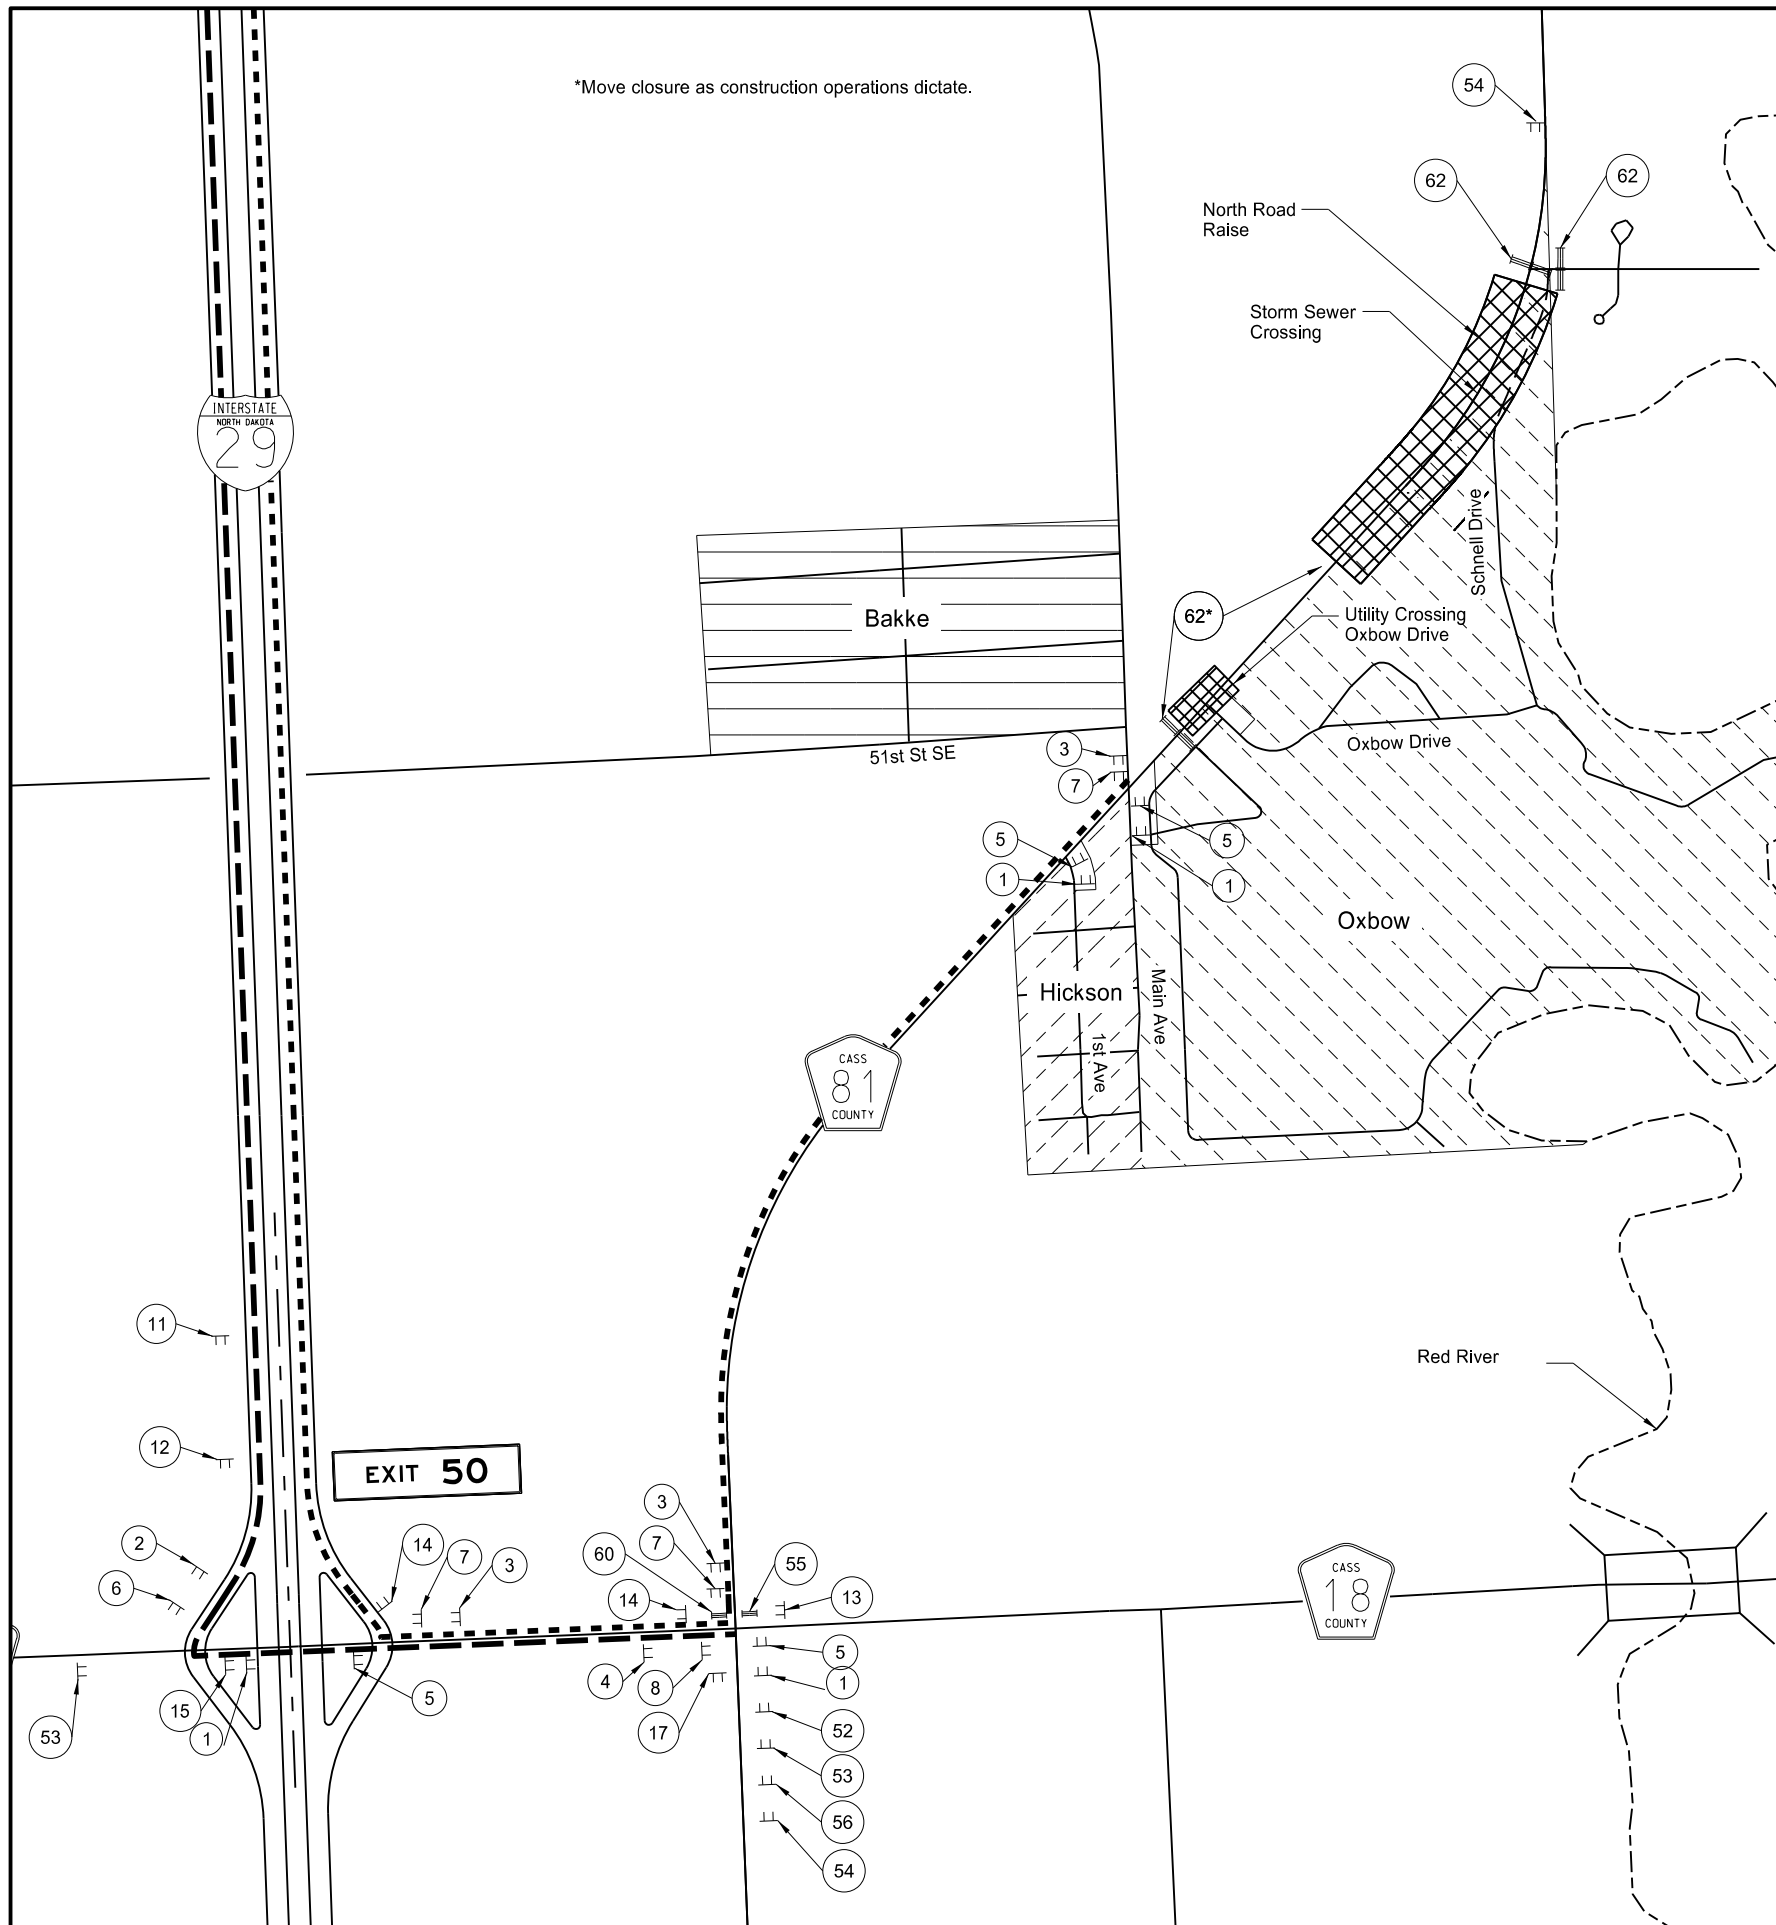 *Move closure as construction operations dictate.
54
62
62
North Road
Raise
Storm Sewer
Crossing
INTERSTATE
NORTH DAKOTA
29
Schnell Drive
Bakke
62*
Utility Crossing
Oxbow Drive
51st St SE
3
7
Oxbow Drive
5
1
5
1
Oxbow
Hickson
Main Ave
1st Ave
CASS
81
COUNTY
11
12
EXIT 50
Red River
2
6
14
7
3
3
7
60
14
55
13
CASS
18
COUNTY
53
15
1
5
4
8
17
5
1
52
53
56
54